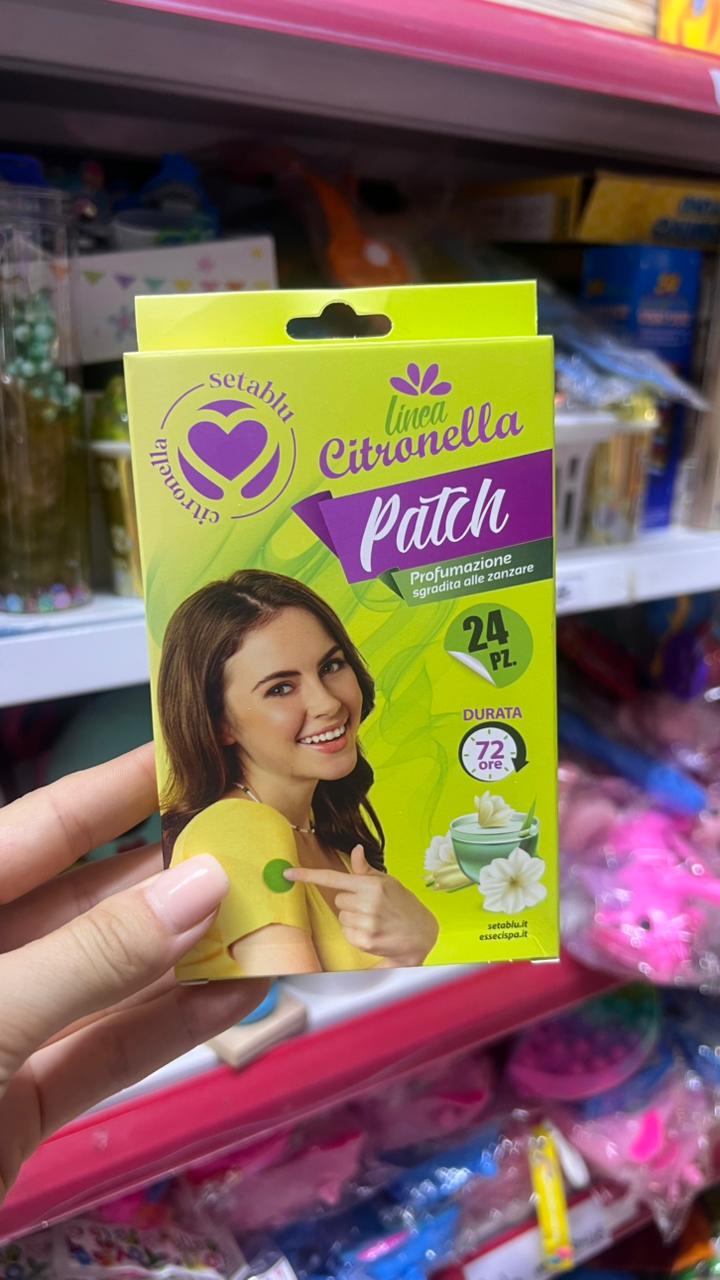 setablu
citronella
linea
Citronella
Patch
Profumazione
sgradita alle zanzare
24
PZ.
DURATA
72
ore
setablu.it
essecispa.it